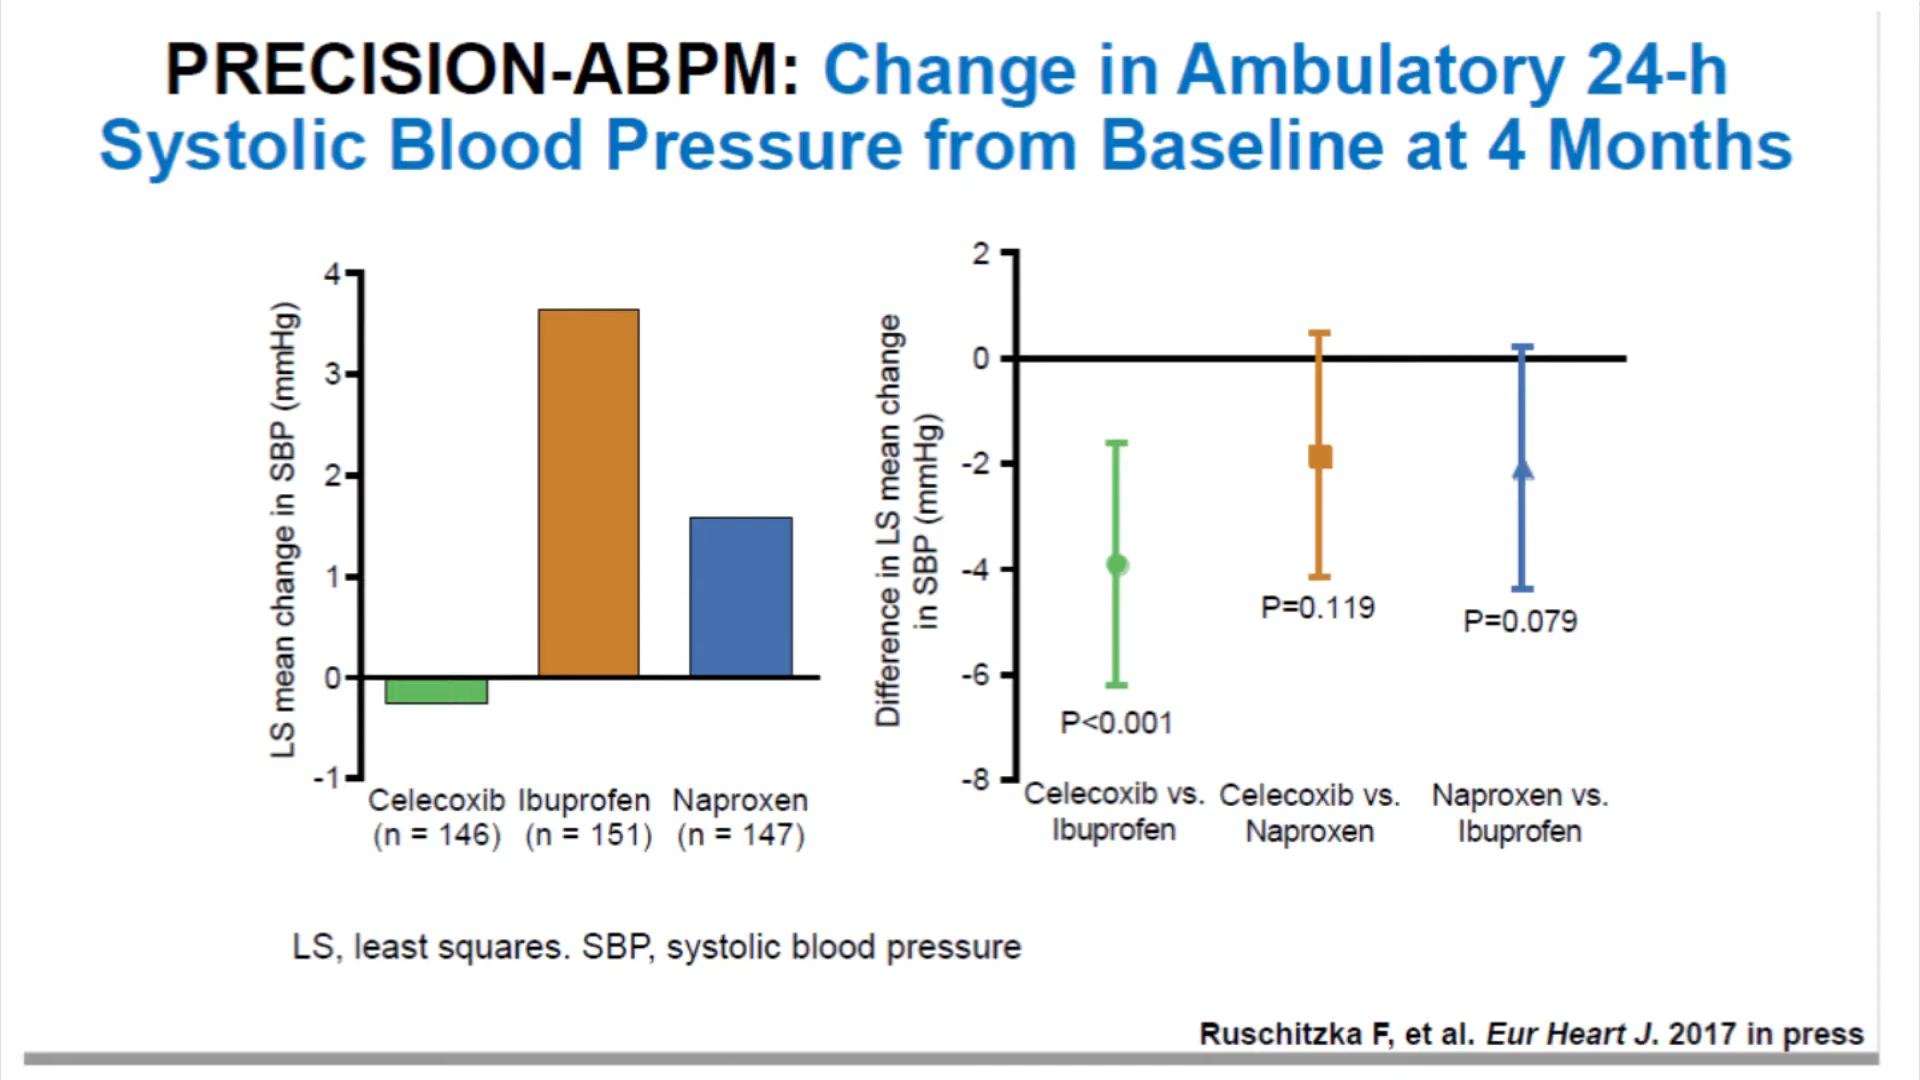 PRECISION-ABPM: Change in Ambulatory 24-h
Systolic Blood Pressure from Baseline at 4 Months
LS mean change in SBP (mmHg)
4
3
2
1
0
-1
Celecoxib Ibuprofen Naproxen
(n = 146) (n = 151) (n = 147)
Difference in LS mean change
in SBP (mmHg)
2
0
-2
-4
-6
-8
P<0.001
P=0.119
P=0.079
Celecoxib vs.
Ibuprofen
Celecoxib vs.
Naproxen
Naproxen vs.
Ibuprofen
LS, least squares. SBP, systolic blood pressure
Ruschitzka F, et al. Eur Heart J. 2017 in press